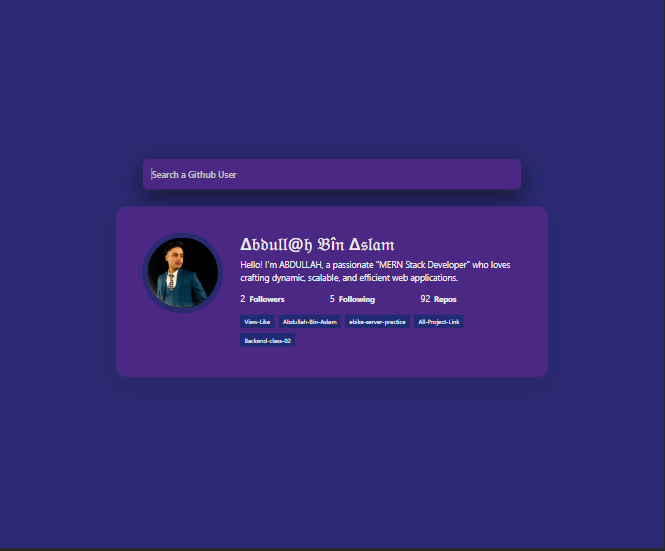 Search a Github User
Δbdull@ɧ Bîn Δslam
Hello! I'm ABDULLAH, a passionate "MERN Stack Developer" who loves
crafting dynamic, scalable, and efficient web applications.
2 Followers 5 Following 92 Repos
View-Like Abdullah-Bin-Aslam ebike-server-practice All-Project-Link
Backend-class-02